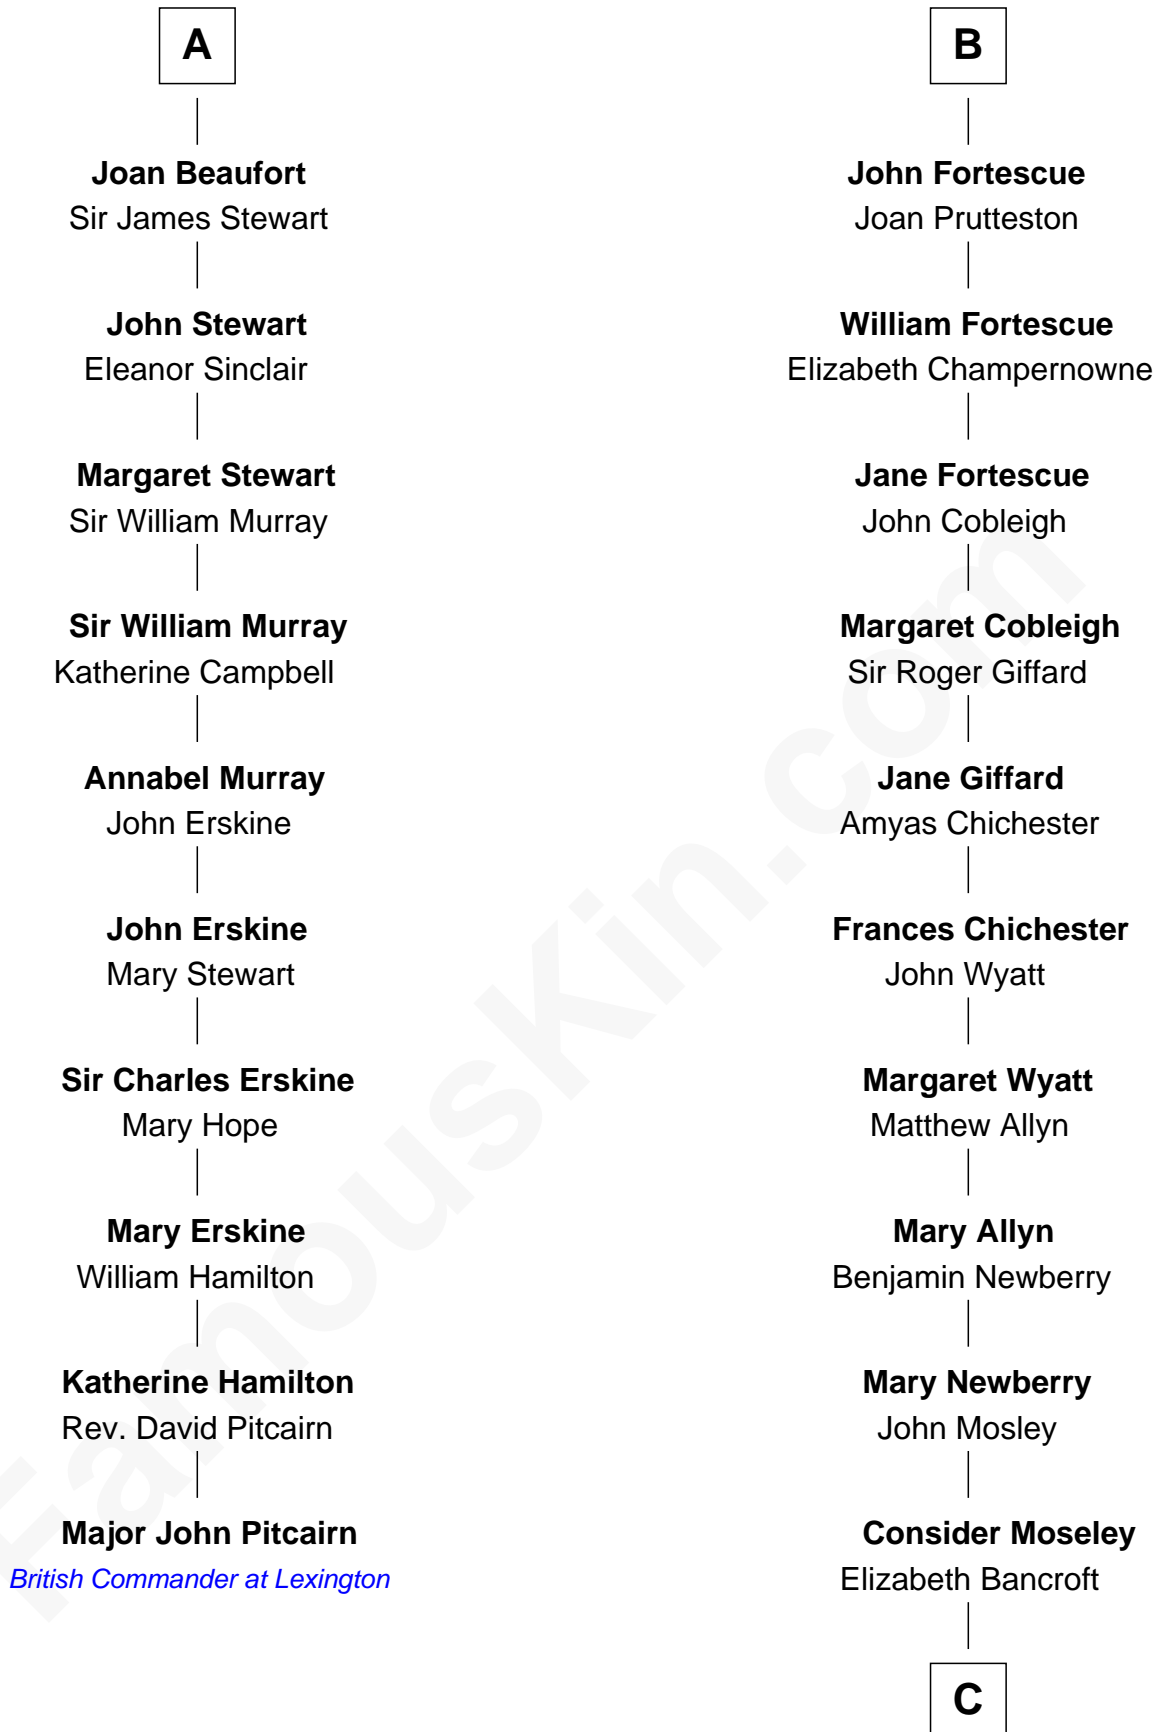 A
Joan Beaufort
Sir James Stewart
John Stewart
Eleanor Sinclair
Margaret Stewart
Sir William Murray
Sir William Murray
Katherine Campbell
Annabel Murray
John Erskine
John Erskine
Mary Stewart
Sir Charles Erskine
Mary Hope
Mary Erskine
William Hamilton
Katherine Hamilton
Rev. David Pitcairn
Major John Pitcairn
British Commander at Lexington
B
John Fortescue
Joan Prutteston
William Fortescue
Elizabeth Champernowne
Jane Fortescue
John Cobleigh
Margaret Cobleigh
Sir Roger Giffard
Jane Giffard
Amyas Chichester
Frances Chichester
John Wyatt
Margaret Wyatt
Matthew Allyn
Mary Allyn
Benjamin Newberry
Mary Newberry
John Mosley
Consider Moseley
Elizabeth Bancroft
C
FamousKin.com